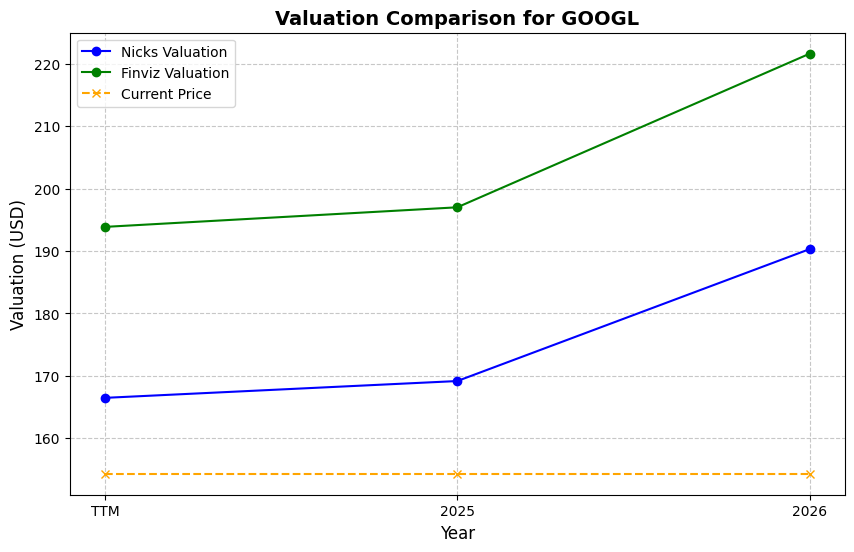 Valuation Comparison for GOOGL
Nicks Valuation
Finviz Valuation
Current Price
Valuation (USD)
220
210
200
190
180
170
160
TTM
2025
2026
Year